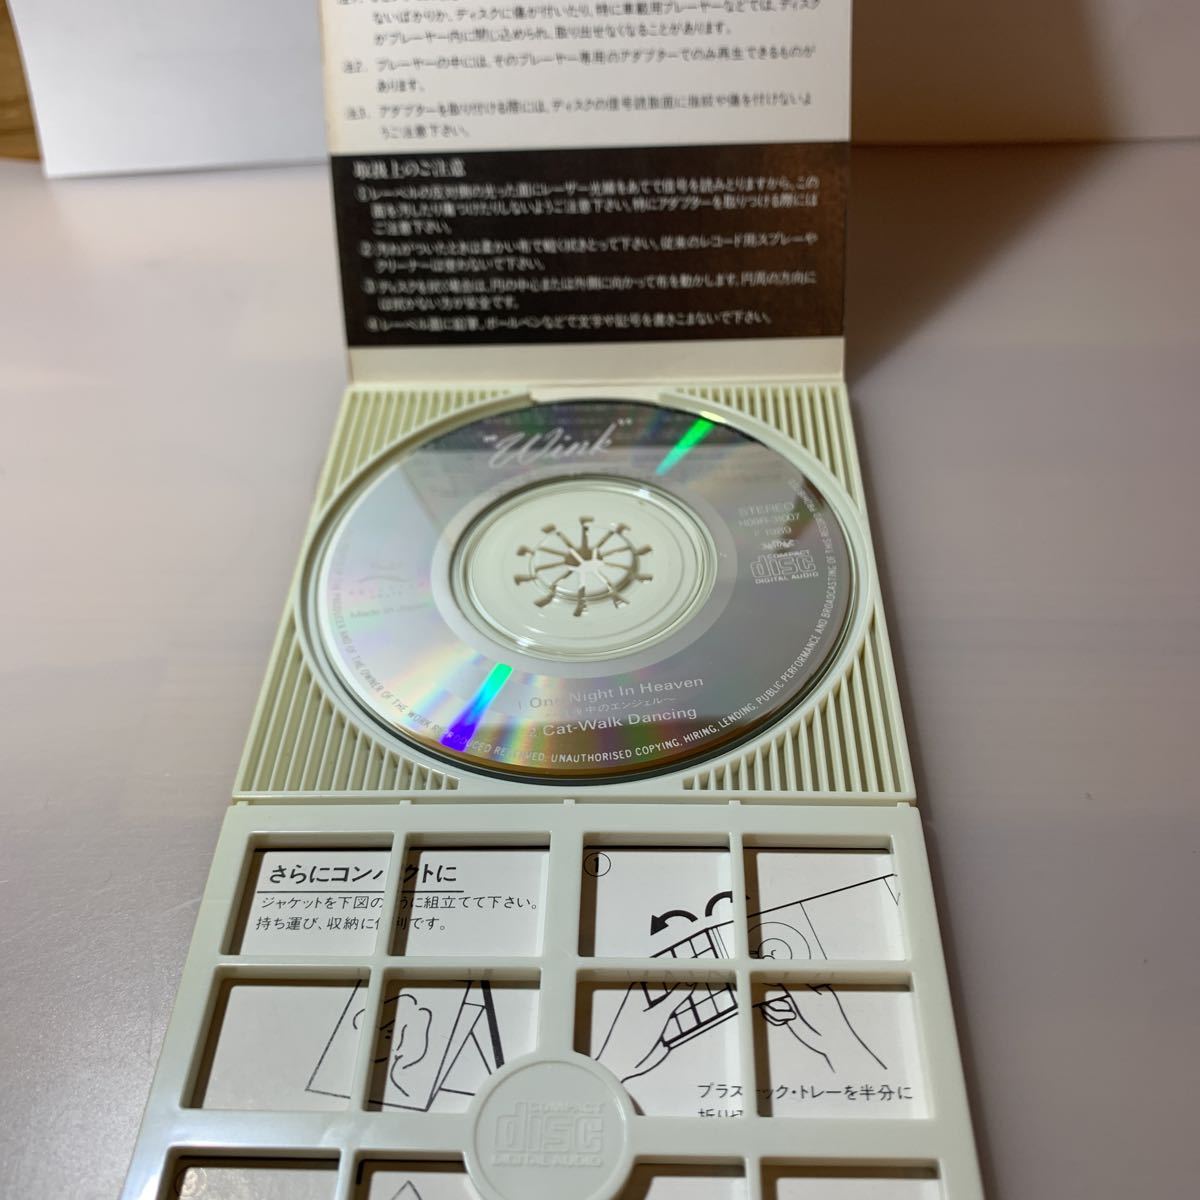 ないばかりか、ディスクに傷が付いたり、特に車載用プレーヤーなどでは、ディスク
がプレーヤー内に閉じ込められ、取り出せなくなることがあります。
注2. プレーヤーの中には、そのプレーヤー専用のアダプターでのみ再生できるものが
あります。
注3. アダプターを取り付ける際には、ディスクの信号読取面に指紋や傷を付けないよ
うご注意下さい。
取扱上のご注意
①レーベルの反対側の光った面にレーザー光線をあてて信号を読みとりますから、この
面を汚したり傷つけたりしないようご注意下さい。特にアダプターを取りつける際には
ご注意下さい。
②汚れがついたときは柔かい布で軽く拭きとって下さい。従来のレコード用スプレーや
クリーナーは使わないで下さい。
③ディスクを拭く場合は、円の中心または外側に向かって布を動かします。円周の方向に
は拭かない方が安全です。
④レーベル面に鉛筆、ボールペンなどで文字や記号を書きこまないで下さい。
"Wink"
STEREO
H09R-31007
℗ 1989
COMPACT
disc
DIGITAL AUDIO
Made in Japan
1 One Night In Heaven
中のエンジェル〜
2. Cat-Walk Dancing
AND OF THE OWNER OF THE WORK REPRODUCED RESERVED. UNAUTHORISED COPYING, HIRING, LENDING, PUBLIC PERFORMANCE AND BROADCASTING OF THIS
さらにコンパクトに
ジャケットを下図のように組立てて下さい。
持ち運び、収納に便利です。
①
プラスチック・トレーを半分に
COMPACT
disc
DIGITAL AUDIO